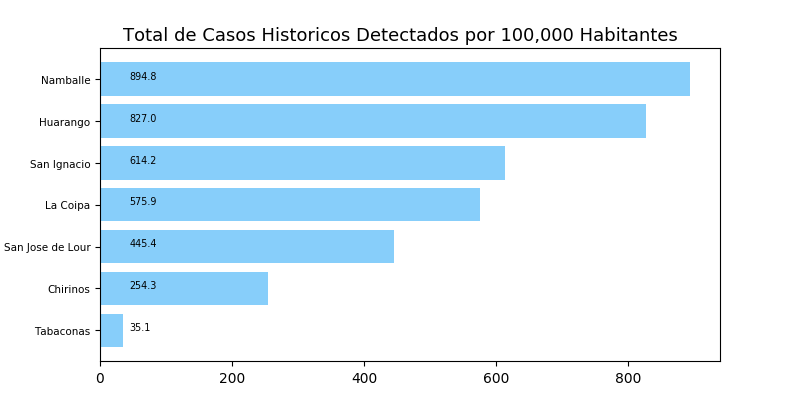 Total de Casos Historicos Detectados por 100,000 Habitantes
Namballe 894.8
Huarango 827.0
San Ignacio 614.2
La Coipa 575.9
San Jose de Lour 445.4
Chirinos 254.3
Tabaconas 35.1
0 200 400 600 800